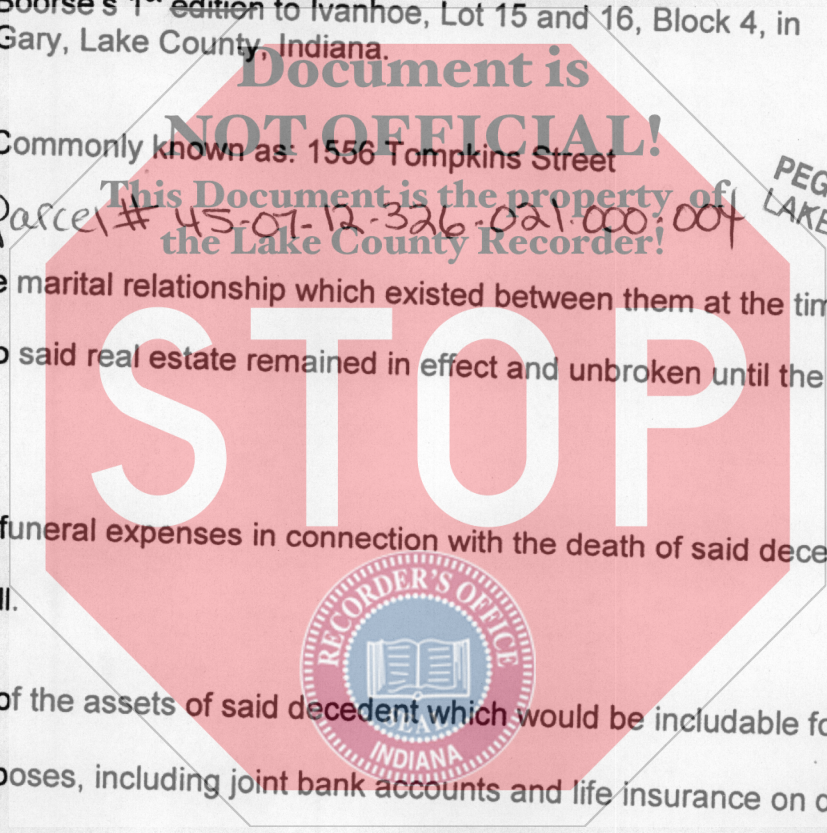 Boorse's 1st edition to Ivanhoe, Lot 15 and 16, Block 4, in
Gary, Lake County, Indiana.
Document is
NOT OFFICIAL!
Commonly known as: 1556 Tompkins Street
This Document is the property of
the Lake County Recorder!
Parcel # 45-07-12-326-021.000-004
PEG
LAKE
e marital relationship which existed between them at the tim
o said real estate remained in effect and unbroken until the
STOP
funeral expenses in connection with the death of said dece
ll.
RECORDER'S OFFICE
SEAL
INDIANA
of the assets of said decedent which would be includable fo
poses, including joint bank accounts and life insurance on d